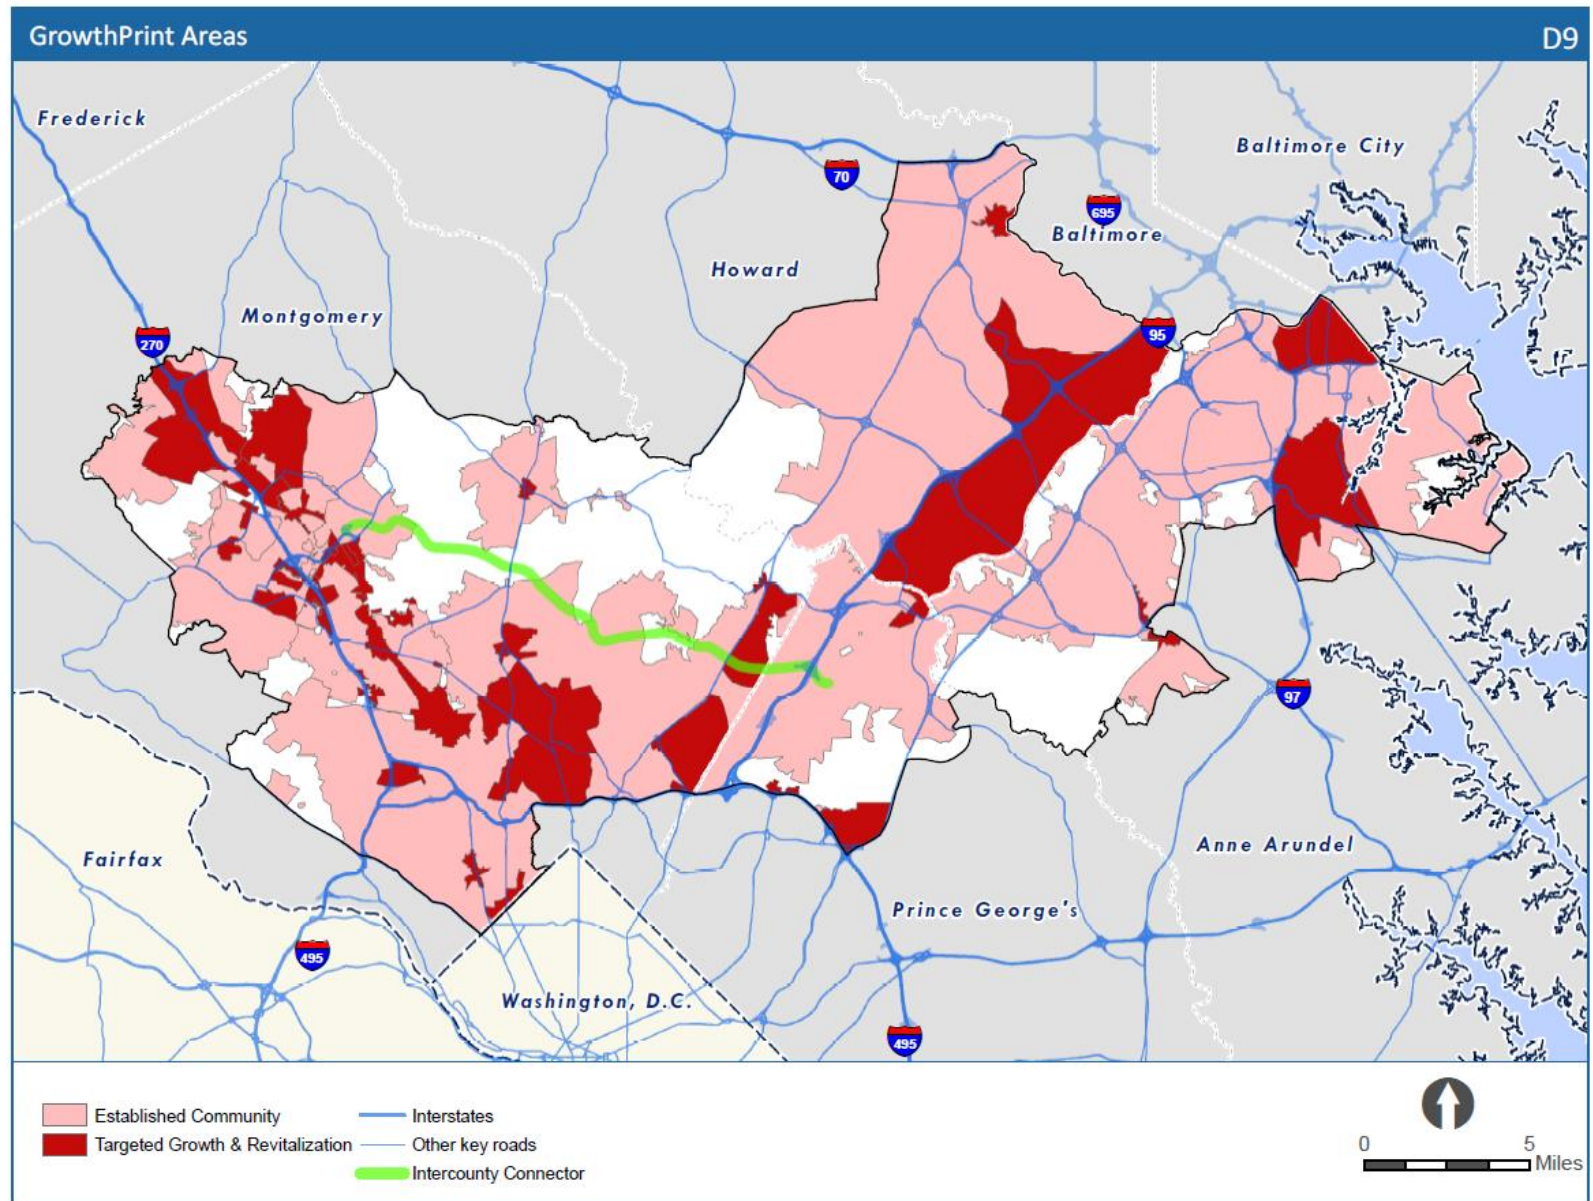 GrowthPrint Areas
D9
Frederick
Baltimore City
70
695
Baltimore
Howard
Montgomery
270
95
97
Anne Arundel
Fairfax
Prince George's
495
Washington, D.C.
495
Established Community
Targeted Growth & Revitalization
Interstates
Other key roads
Intercounty Connector
0 5
Miles